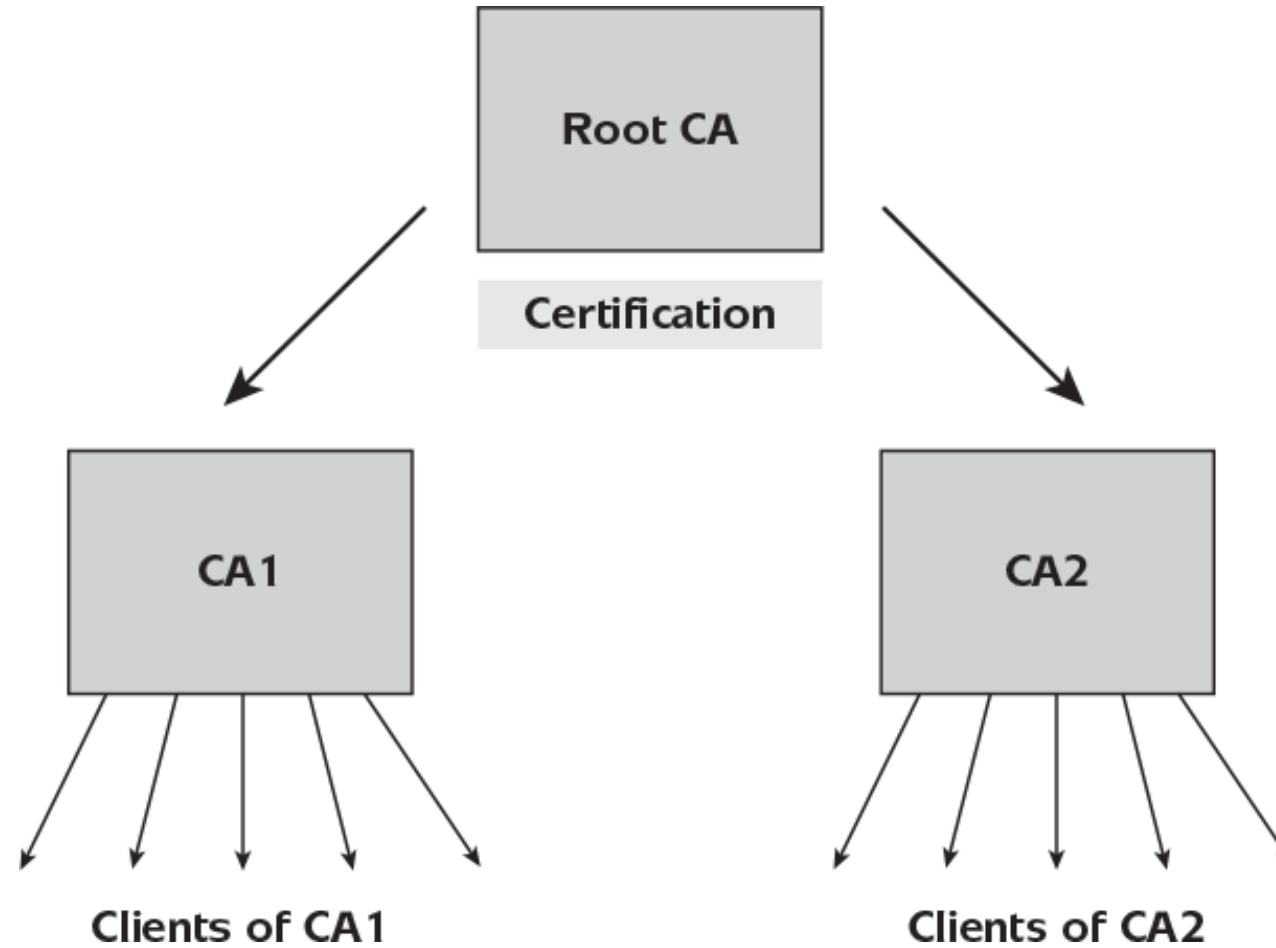 Root CA
Certification
CA1
CA2
Clients of CA1
Clients of CA2